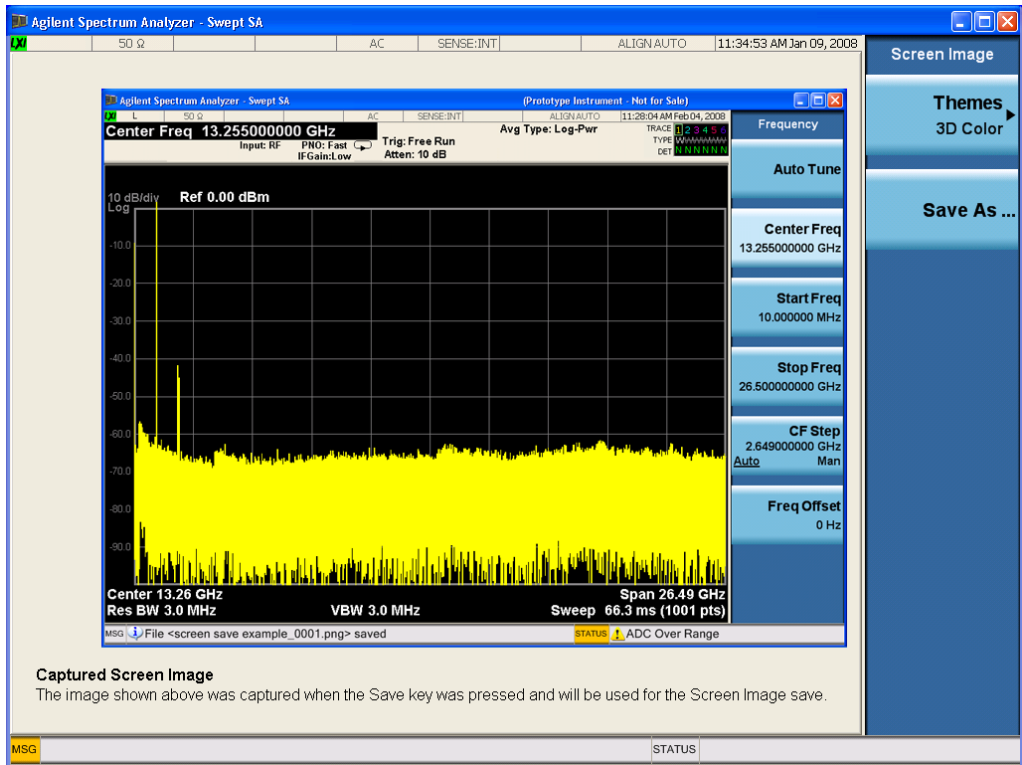 Agilent Spectrum Analyzer - Swept SA
LXI
50 Ω
AC
SENSE:INT
ALIGN AUTO
11:34:53 AM Jan 09, 2008
Screen Image
Themes
3D Color
Save As ...
Agilent Spectrum Analyzer - Swept SA
(Prototype Instrument - Not for Sale)
LXI
L
50 Ω
AC
SENSE:INT
ALIGN AUTO
11:28:04 AM Feb 04, 2008
Center Freq 13.255000000 GHz
Input: RF
PNO: Fast
IFGain:Low
Trig: Free Run
Atten: 10 dB
Avg Type: Log-Pwr
TRACE 1 2 3 4 5 6
TYPE
DET N N N N N N
10 dB/div
Log
Ref 0.00 dBm
-10.0
-20.0
-30.0
-40.0
-50.0
-60.0
-70.0
-80.0
-90.0
Center 13.26 GHz
Span 26.49 GHz
Res BW 3.0 MHz
VBW 3.0 MHz
Sweep 66.3 ms (1001 pts)
MSG
File <screen save example_0001.png> saved
STATUS
ADC Over Range
Frequency
Auto Tune
Center Freq
13.255000000 GHz
Start Freq
10.000000 MHz
Stop Freq
26.500000000 GHz
CF Step
2.649000000 GHz
Auto Man
Freq Offset
0 Hz
Captured Screen Image
The image shown above was captured when the Save key was pressed and will be used for the Screen Image save.
MSG
STATUS